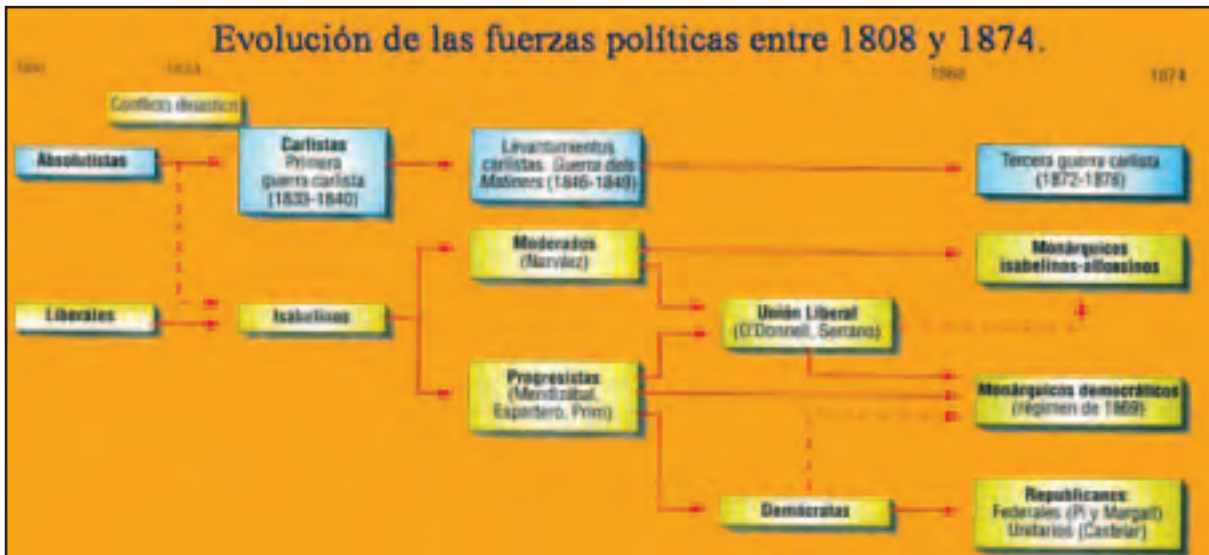 Evolución de las fuerzas políticas entre 1808 y 1874.
1868
1874
Conflicto
Absolutistas
Carlistas
Primera
guerra carlista
(1833-1840)
Levantamientos
carlistas. Guerra dels
Matiners (1846-1849)
Tercera guerra carlista
(1872-1876)
Moderados
(Narváez)
Monárquicos
isabelinos-alfonsinos
Liberales
Isabelinos
Unión Liberal
(O'Donnell, Serrano)
Progresistas
(Mendizábal,
Espartero, Prim)
Monárquicos democráticos
(régimen de 1869)
Demócratas
Republicanos
Federales (Pi y Margall)
Unitarios (Castelar)